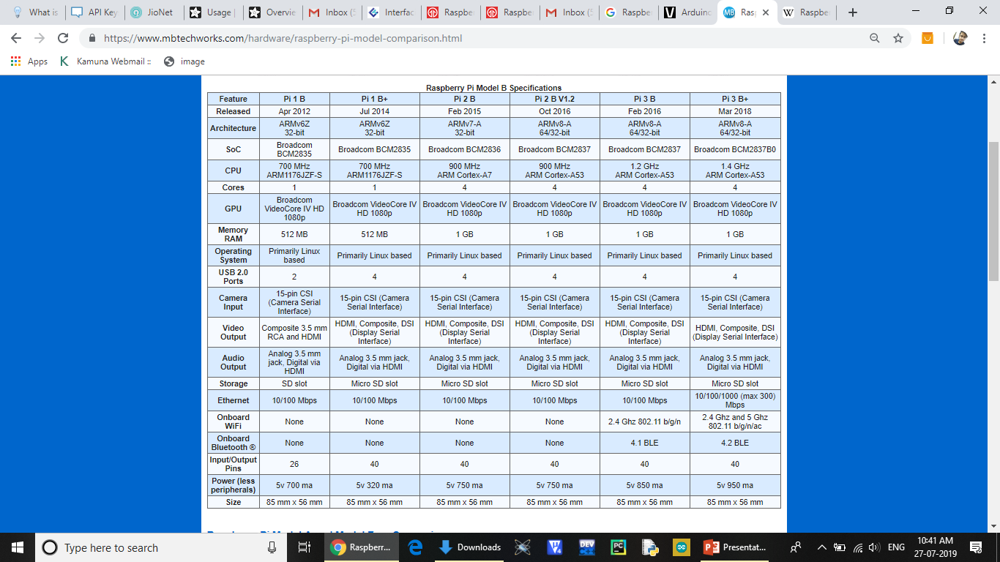 What is
API Key
JioNet
Usage |
Overvie
Inbox (5
Interfac
Raspbe
Raspbe
Inbox (5
Raspbe
Arduino
MB
Rasp
W
Raspbe
https://www.mbtechworks.com/hardware/raspberry-pi-model-comparison.html
Apps
K Kamuna Webmail ::
image
Raspberry Pi Model B Specifications
Feature Pi 1 B Pi 1 B+ Pi 2 B Pi 2 B V1.2 Pi 3 B Pi 3 B+
Released Apr 2012 Jul 2014 Feb 2015 Oct 2016 Feb 2016 Mar 2018
Architecture
ARMv6Z
32-bit
ARMv6Z
32-bit
ARMv7-A
32-bit
ARMv8-A
64/32-bit
ARMv8-A
64/32-bit
ARMv8-A
64/32-bit
SoC
Broadcom
BCM2835
Broadcom BCM2835
Broadcom BCM2836
Broadcom BCM2837
Broadcom BCM2837
Broadcom BCM2837B0
CPU
700 MHz
ARM1176JZF-S
700 MHz
ARM1176JZF-S
900 MHz
ARM Cortex-A7
900 MHz
ARM Cortex-A53
1.2 GHz
ARM Cortex-A53
1.4 GHz
ARM Cortex-A53
Cores 1 1 4 4 4 4
GPU
Broadcom
VideoCore IV HD
1080p
Broadcom VideoCore IV
HD 1080p
Broadcom VideoCore IV
HD 1080p
Broadcom VideoCore IV
HD 1080p
Broadcom VideoCore IV
HD 1080p
Broadcom VideoCore IV
HD 1080p
Memory
RAM
512 MB
512 MB
1 GB
1 GB
1 GB
1 GB
Operating
System
Primarily Linux
based
Primarily Linux based
Primarily Linux based
Primarily Linux based
Primarily Linux based
Primarily Linux based
USB 2.0
Ports
2
4
4
4
4
4
Camera
Input
15-pin CSI
(Camera Serial
Interface)
15-pin CSI (Camera
Serial Interface)
15-pin CSI (Camera
Serial Interface)
15-pin CSI (Camera
Serial Interface)
15-pin CSI (Camera
Serial Interface)
15-pin CSI (Camera
Serial Interface)
Video
Output
Composite 3.5 mm
RCA and HDMI
HDMI, Composite, DSI
(Display Serial
Interface)
HDMI, Composite, DSI
(Display Serial
Interface)
HDMI, Composite, DSI
(Display Serial
Interface)
HDMI, Composite, DSI
(Display Serial
Interface)
HDMI, Composite, DSI
(Display Serial Interface)
Audio
Output
Analog 3.5 mm
jack, Digital via
HDMI
Analog 3.5 mm jack,
Digital via HDMI
Analog 3.5 mm jack,
Digital via HDMI
Analog 3.5 mm jack,
Digital via HDMI
Analog 3.5 mm jack,
Digital via HDMI
Analog 3.5 mm jack,
Digital via HDMI
Storage SD slot Micro SD slot Micro SD slot Micro SD slot Micro SD slot Micro SD slot
Ethernet
10/100 Mbps
10/100 Mbps
10/100 Mbps
10/100 Mbps
10/100 Mbps
10/100/1000 (max 300)
Mbps
Onboard
WiFi
None
None
None
None
2.4 Ghz 802.11 b/g/n
2.4 Ghz and 5 Ghz
802.11 b/g/n/ac
Onboard
Bluetooth ®
None
None
None
None
4.1 BLE
4.2 BLE
Input/Output
Pins
26
40
40
40
40
40
Power (less
peripherals)
5v 700 ma
5v 320 ma
5v 750 ma
5v 750 ma
5v 850 ma
5v 950 ma
Size 85 mm x 56 mm 85 mm x 56 mm 85 mm x 56 mm 85 mm x 56 mm 85 mm x 56 mm 85 mm x 56 mm
Type here to search
Raspberr...
Downloads
DEV
PC
Presentat...
ENG
10:41 AM
27-07-2019